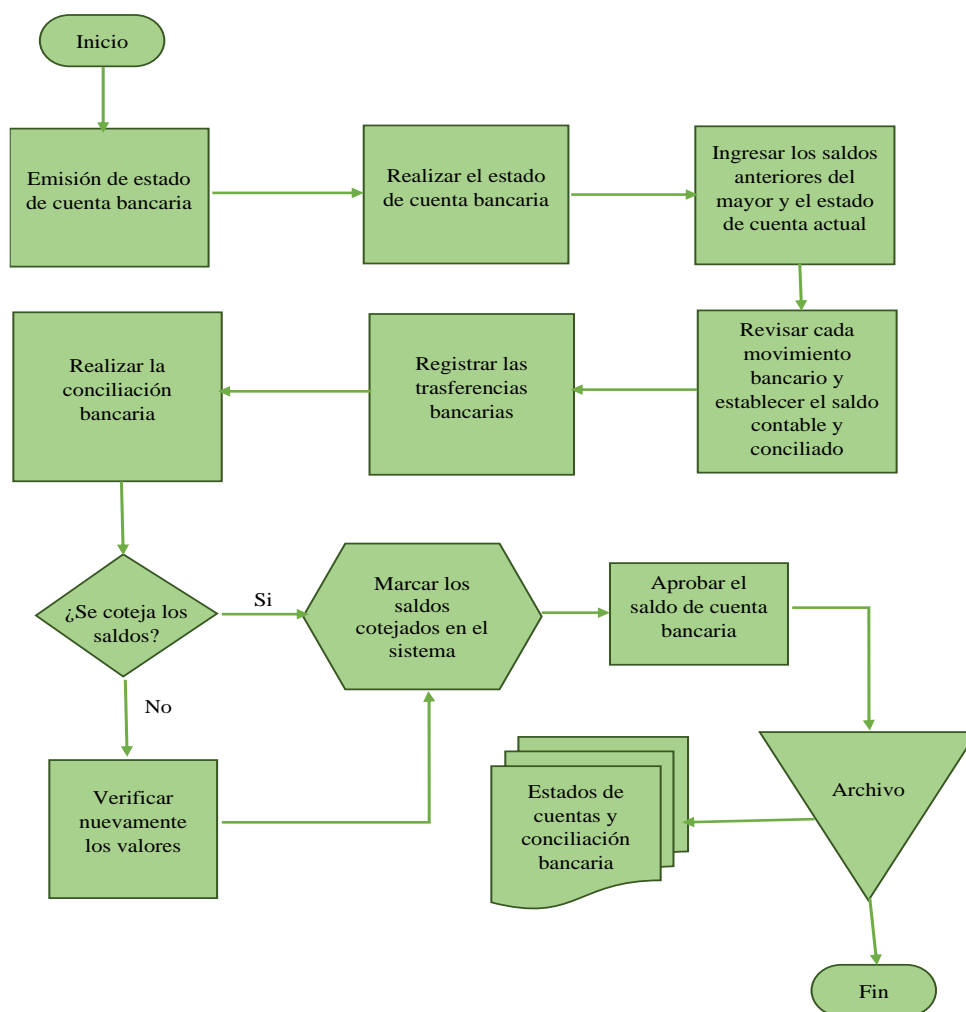 Inicio
Emisión de estado
de cuenta bancaria
Realizar el estado
de cuenta bancaria
Ingresar los saldos
anteriores del
mayor y el estado
de cuenta actual
Revisar cada
movimiento
bancario y
establecer el saldo
contable y
conciliado
Registrar las
trasferencias
bancarias
Realizar la
conciliación
bancaria
¿Se coteja los
saldos?
Si
No
Marcar los
saldos
cotejados en el
sistema
Aprobar el
saldo de cuenta
bancaria
Verificar
nuevamente
los valores
Archivo
Estados de
cuentas y
conciliación
bancaria
Fin